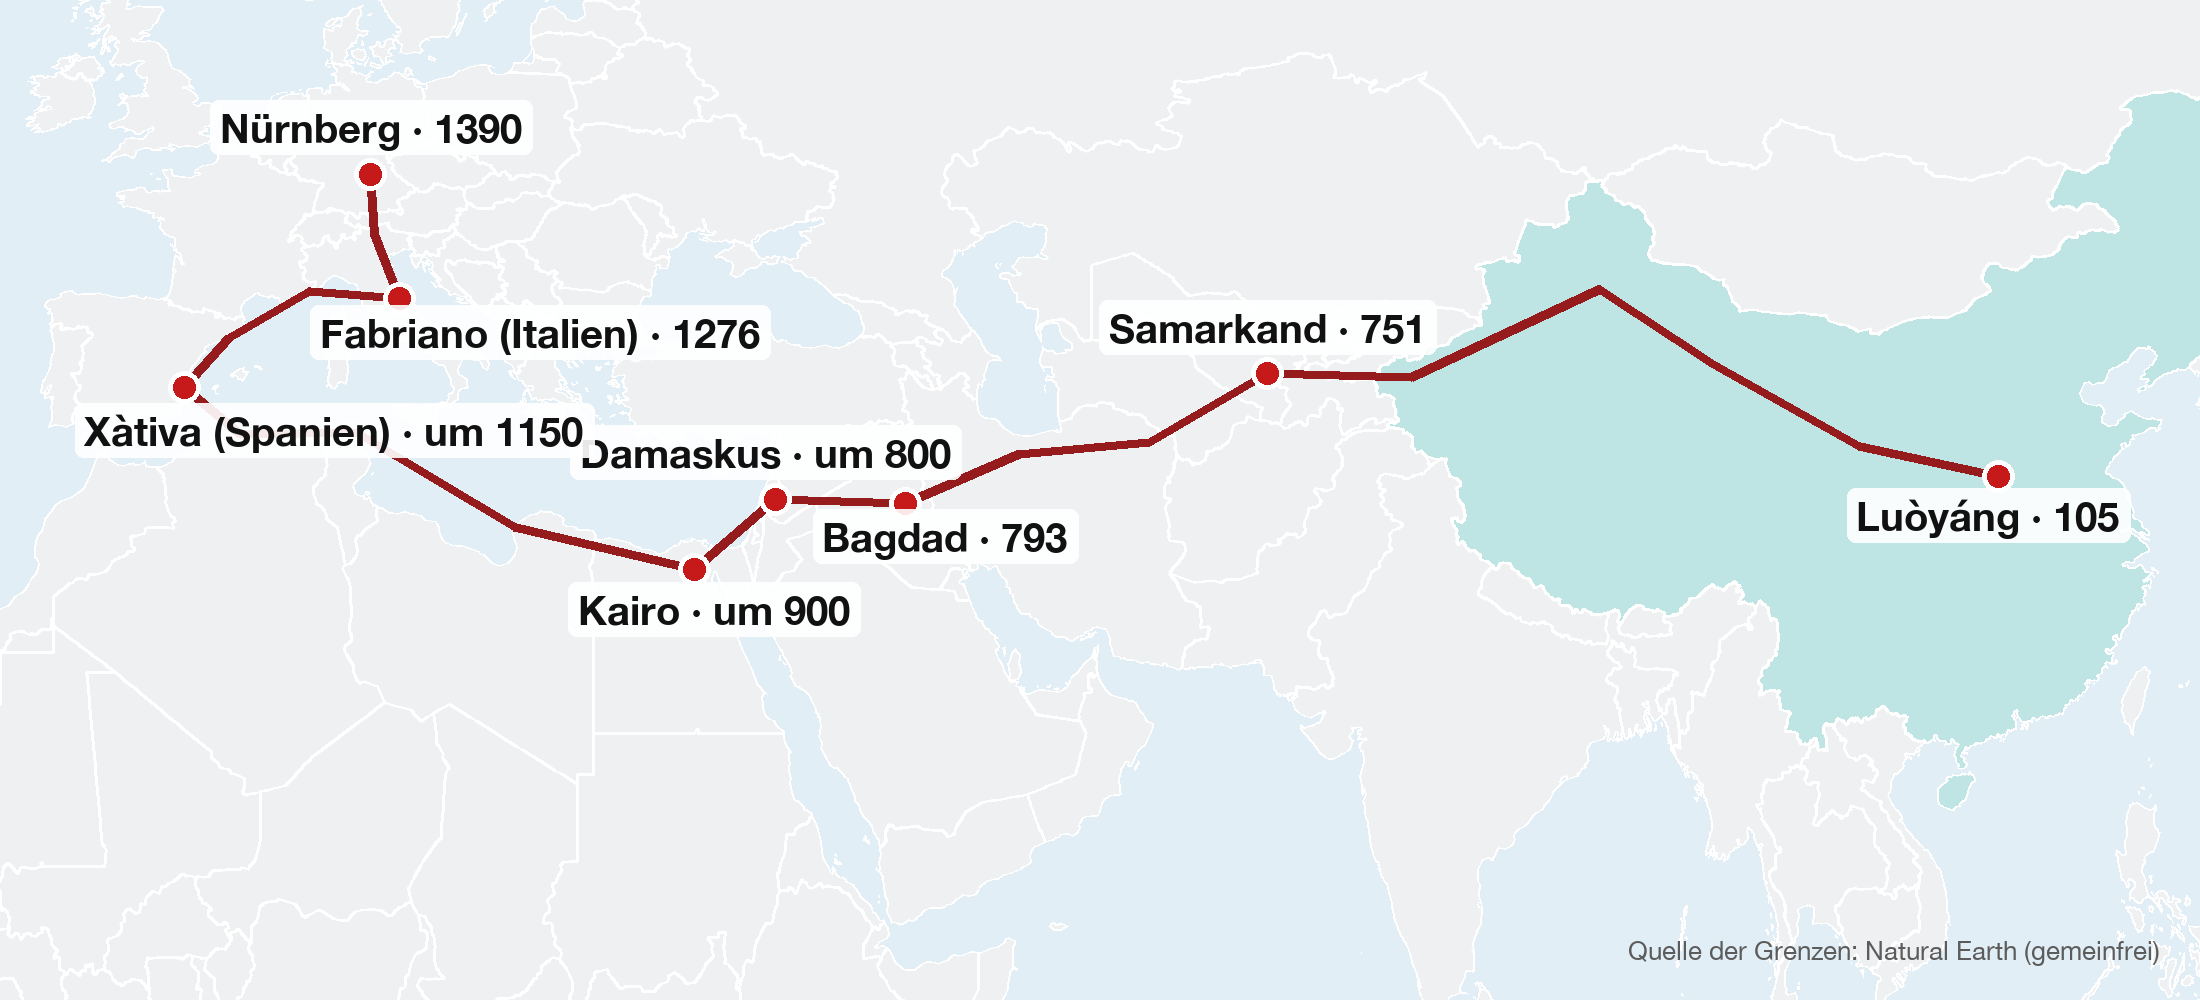 Nürnberg · 1390
Fabriano (Italien) · 1276
Samarkand · 751
Xàtiva (Spanien) · um 1150
Damaskus · um 800
Luòyáng · 105
Bagdad · 793
Kairo · um 900
Quelle der Grenzen: Natural Earth (gemeinfrei)